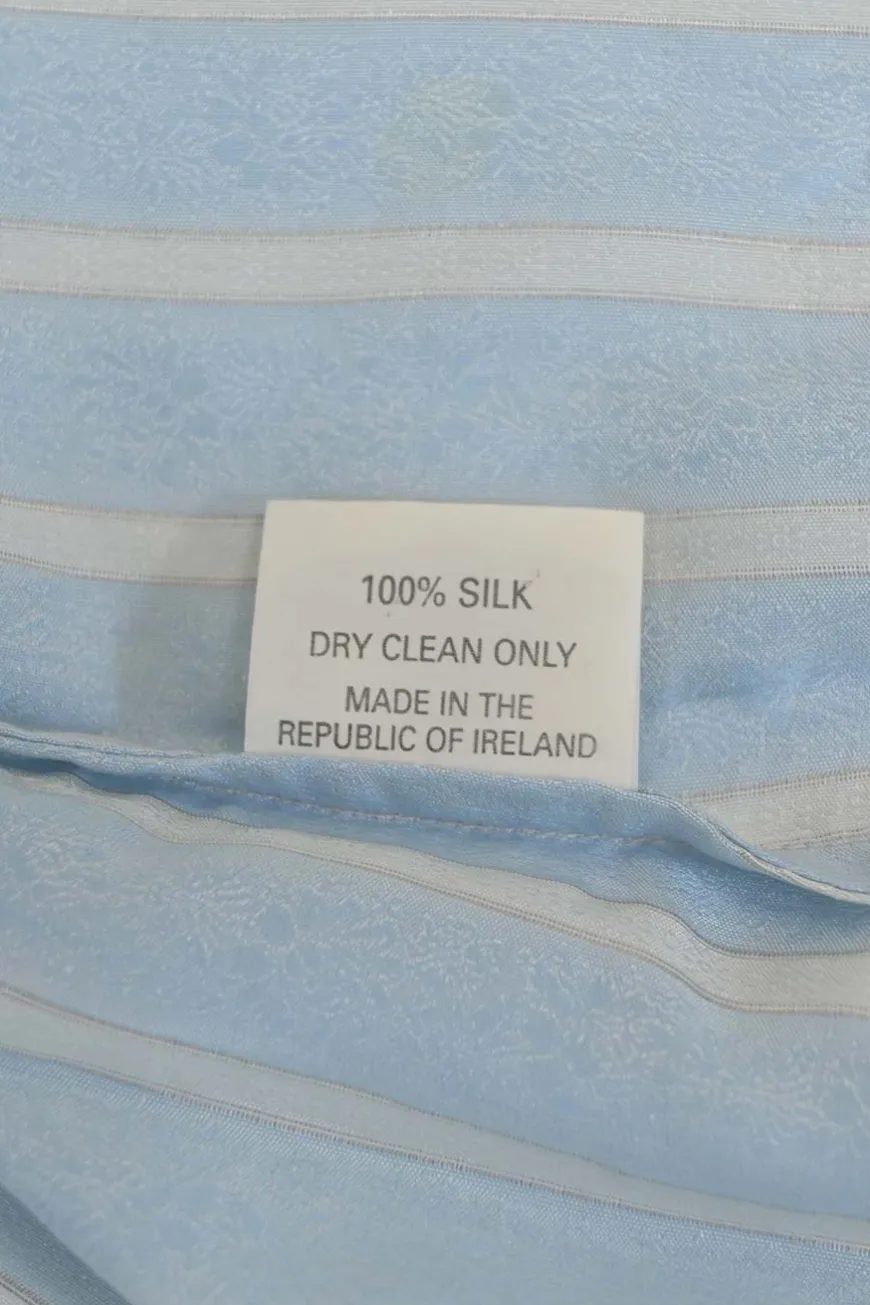 100% SILK
DRY CLEAN ONLY
MADE IN THE
REPUBLIC OF IRELAND